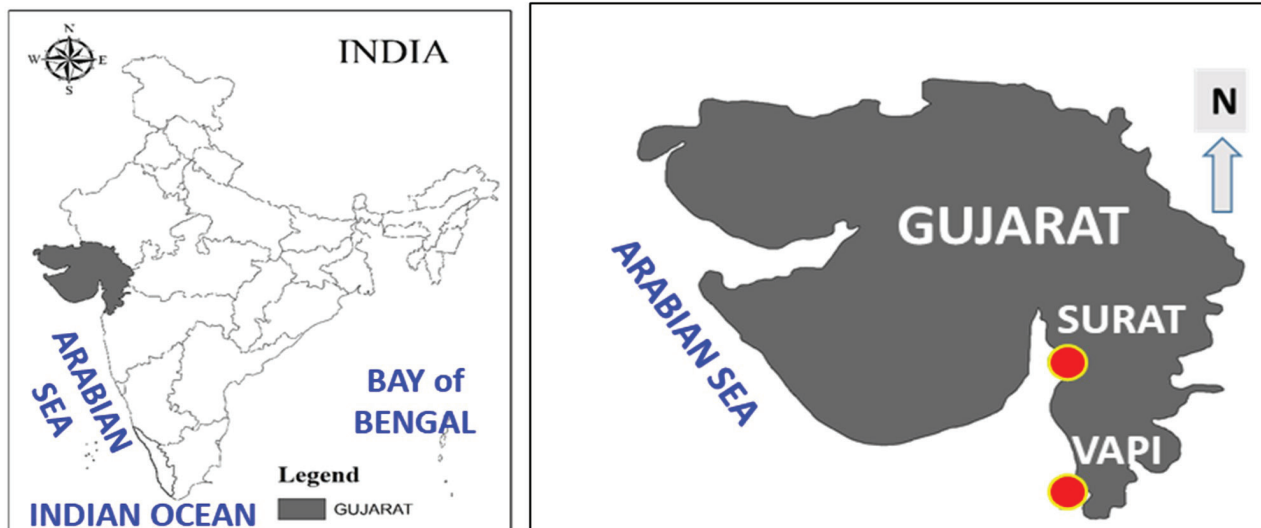 N
W E
S
INDIA
ARABIAN
SEA
BAY of
BENGAL
Legend
GUJARAT
INDIAN OCEAN
N
GUJARAT
ARABIAN SEA
SURAT
VAPI